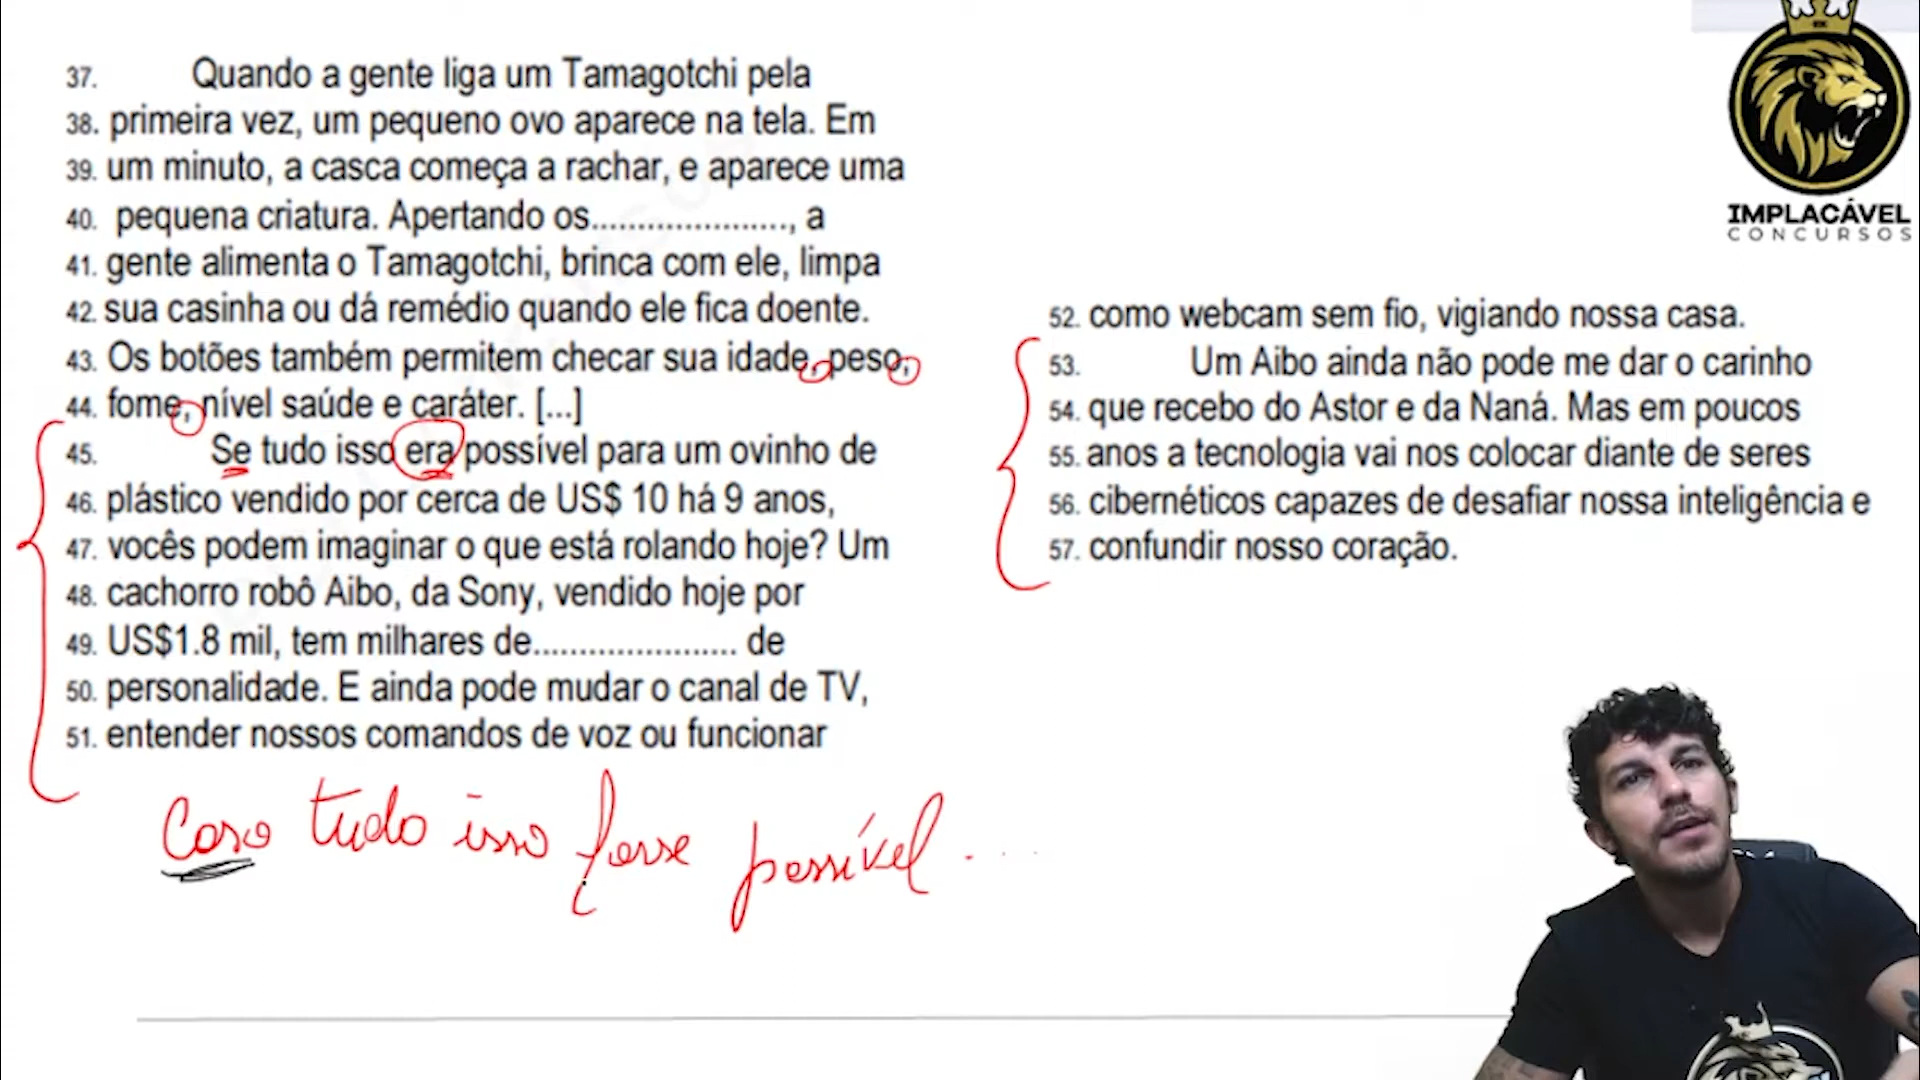 37. Quando a gente liga um Tamagotchi pela
38. primeira vez, um pequeno ovo aparece na tela. Em
39. um minuto, a casca começa a rachar, e aparece uma
40. pequena criatura. Apertando os......................, a
41. gente alimenta o Tamagotchi, brinca com ele, limpa
42. sua casinha ou dá remédio quando ele fica doente.
43. Os botões também permitem checar sua idade, peso,
44. fome, nível saúde e caráter. [...]
45. Se tudo isso era possível para um ovinho de
46. plástico vendido por cerca de US$ 10 há 9 anos,
47. vocês podem imaginar o que está rolando hoje? Um
48. cachorro robô Aibo, da Sony, vendido hoje por
49. US$1.8 mil, tem milhares de...................... de
50. personalidade. E ainda pode mudar o canal de TV,
51. entender nossos comandos de voz ou funcionar
Caso tudo isso fosse possível . . . .
52. como webcam sem fio, vigiando nossa casa.
53. Um Aibo ainda não pode me dar o carinho
54. que recebo do Astor e da Naná. Mas em poucos
55. anos a tecnologia vai nos colocar diante de seres
56. cibernéticos capazes de desafiar nossa inteligência e
57. confundir nosso coração.
IMPLACÁVEL
CONCURSOS